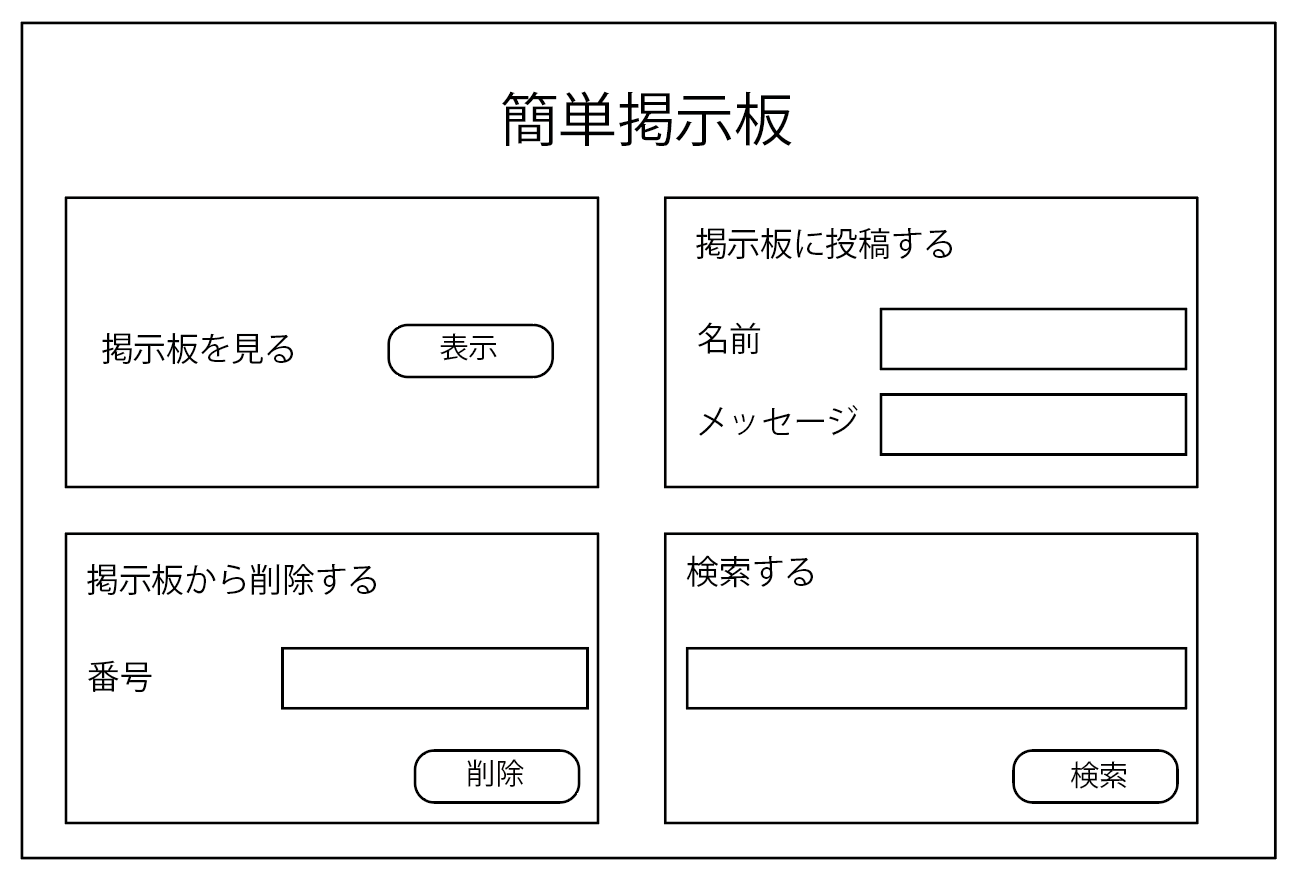 簡単掲示板
掲示板を見る
表示
掲示板に投稿する
名前
メッセージ
掲示板から削除する
番号
削除
検索する
検索